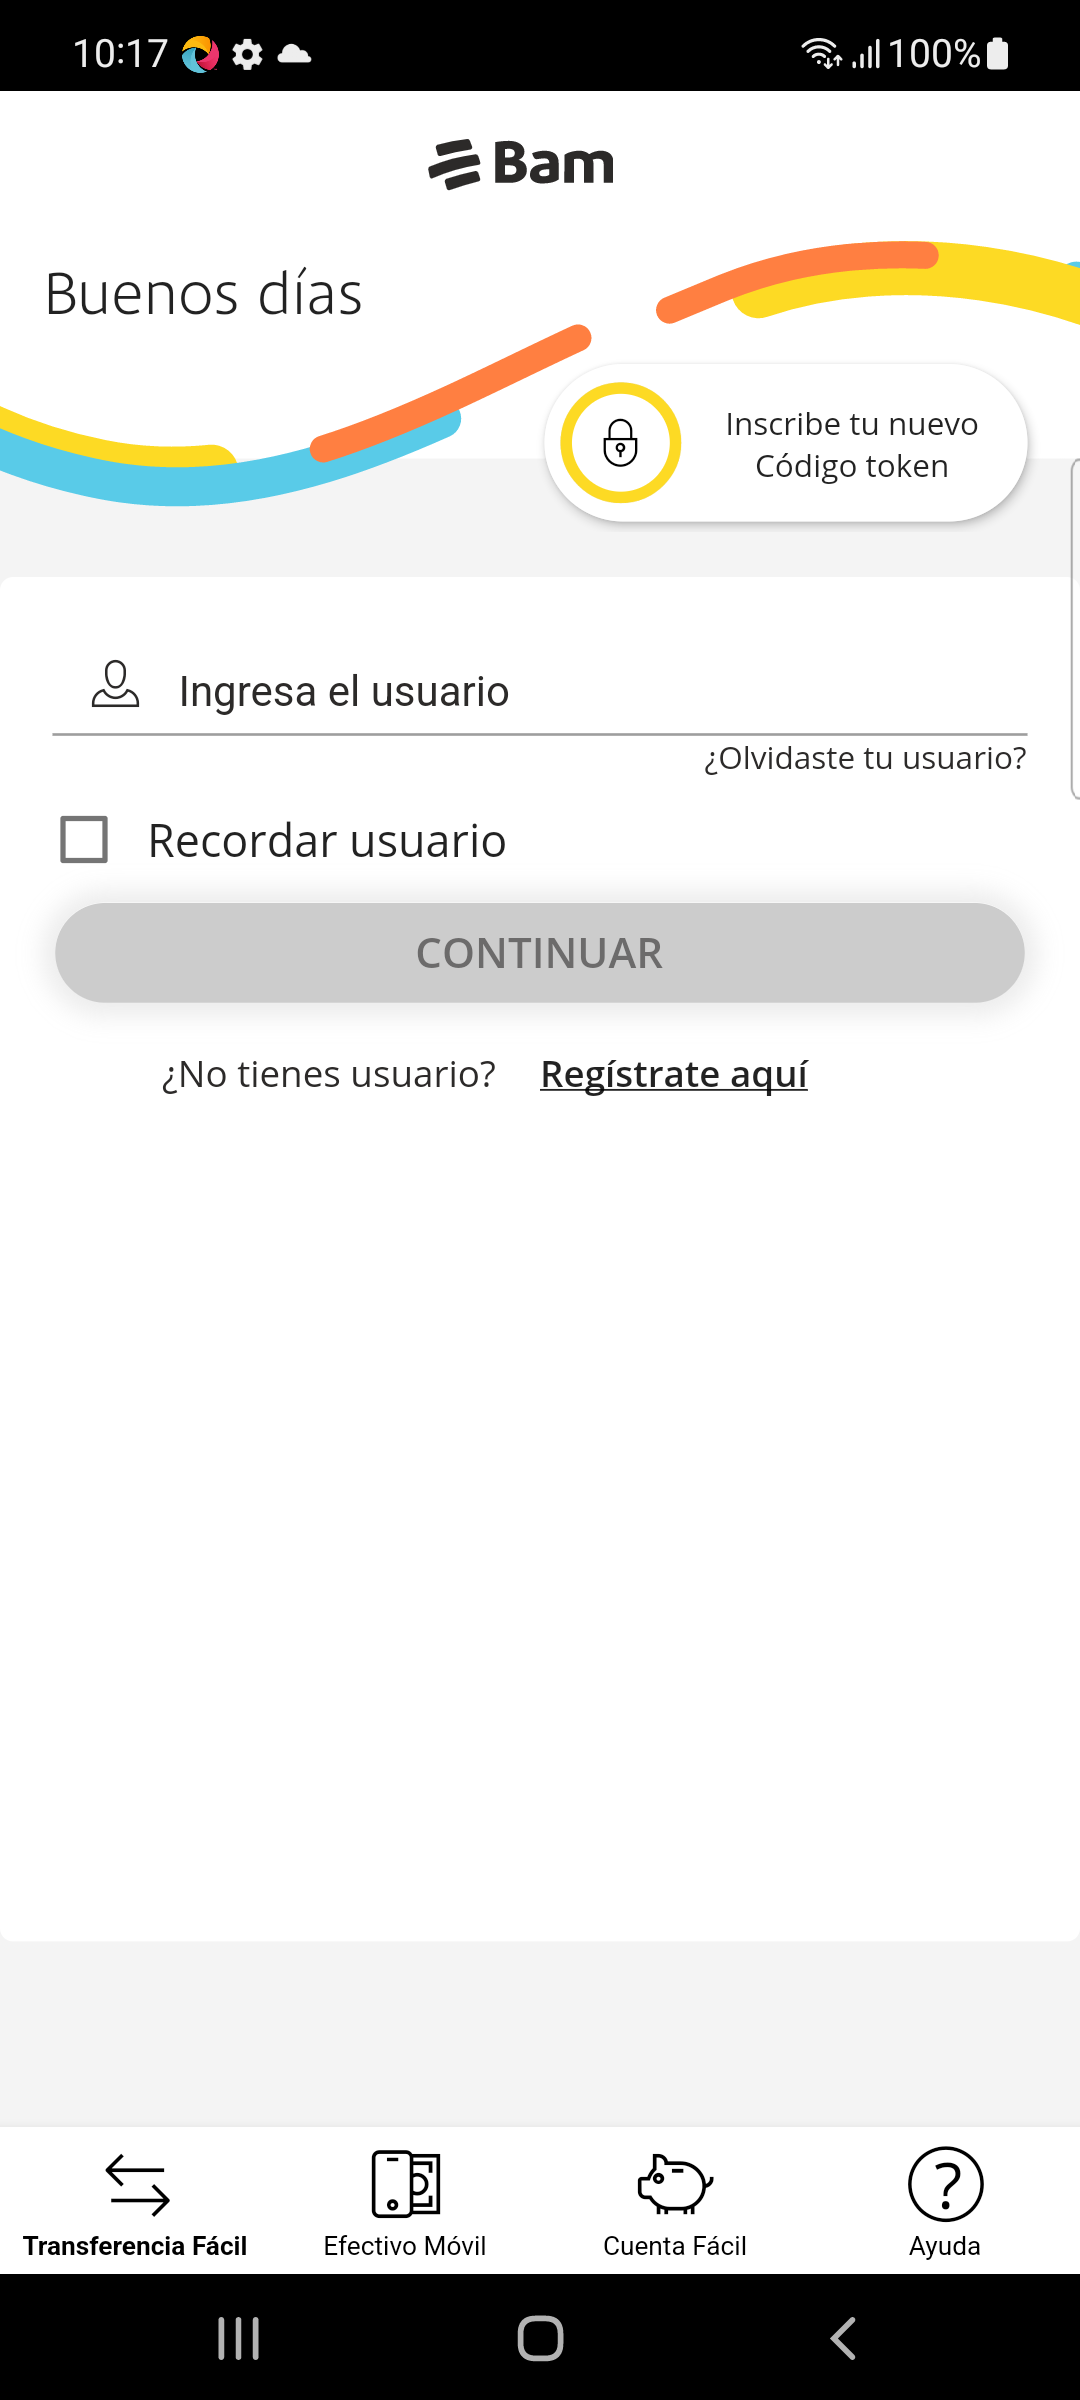 10:17 100%
Bam
Buenos días
Inscribe tu nuevo
Código token
Ingresa el usuario
¿Olvidaste tu usuario?
Recordar usuario
CONTINUAR
¿No tienes usuario? Regístrate aquí
Transferencia Fácil Efectivo Móvil Cuenta Fácil Ayuda